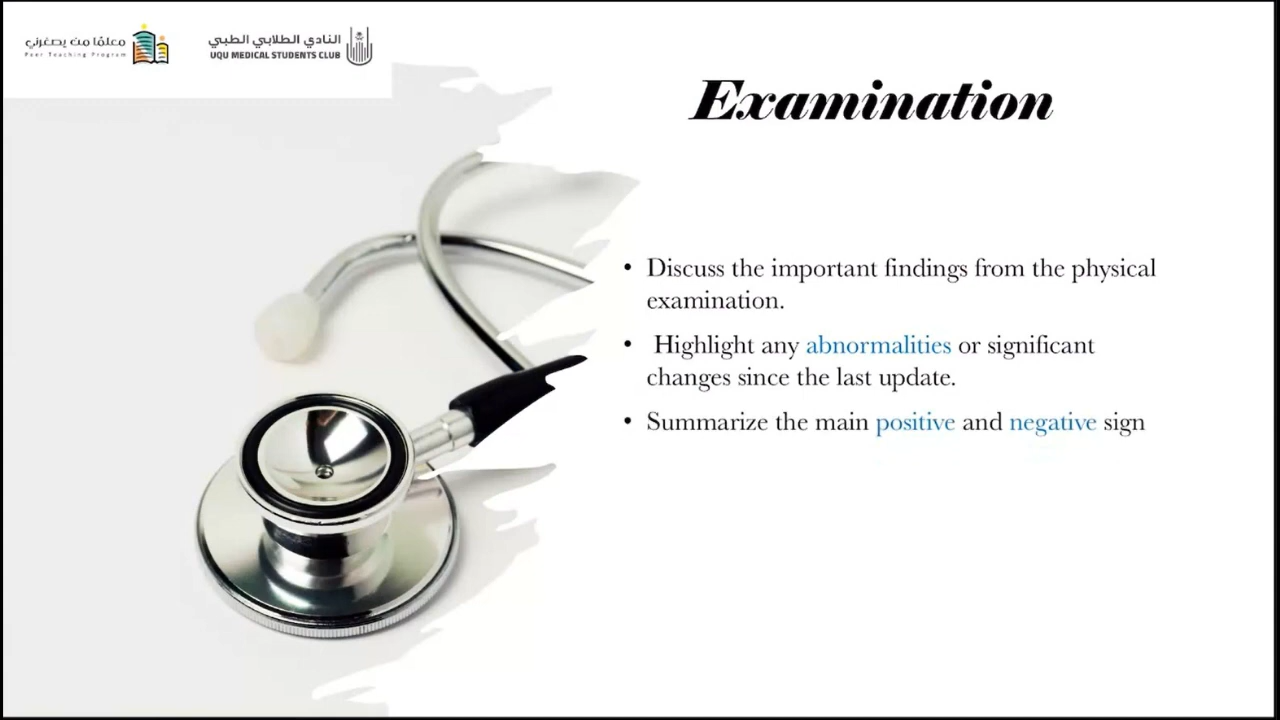 معلمًا مت يصغرني
Peer Teaching Program
النادي الطلابي الطبي
UQU MEDICAL STUDENTS CLUB
Examination
• Discuss the important findings from the physical
examination.
• Highlight any abnormalities or significant
changes since the last update.
• Summarize the main positive and negative sign